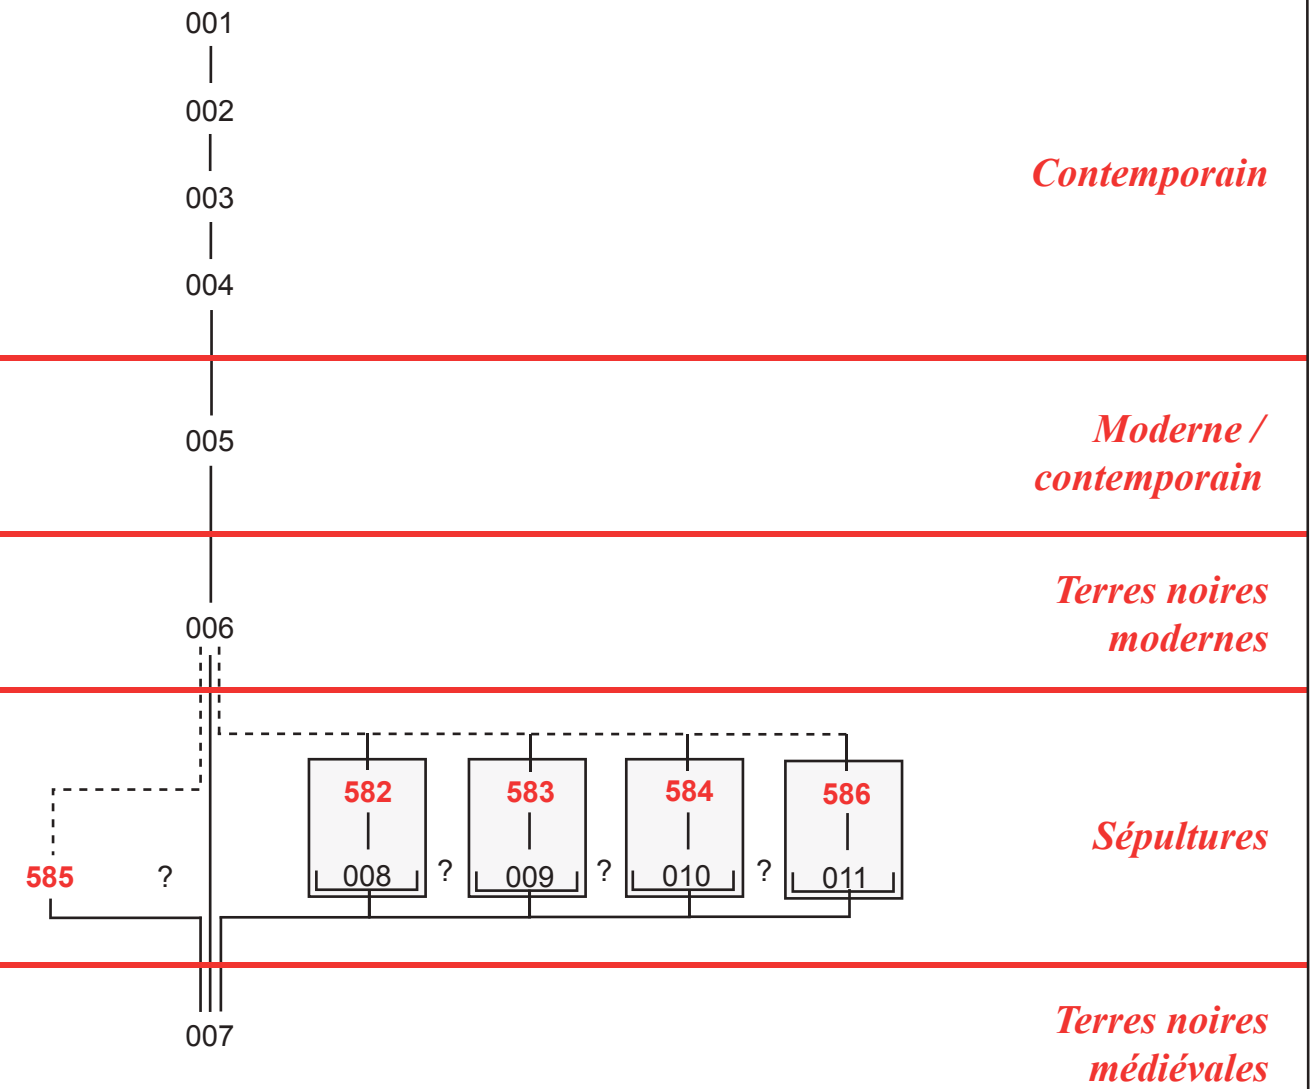 001
002
003
Contemporain
004
005
Moderne /
contemporain
006
Terres noires
modernes
582 583 584 586
Sépultures
585 ? 008 ? 009 ? 010 ? 011
007
Terres noires
médiévales